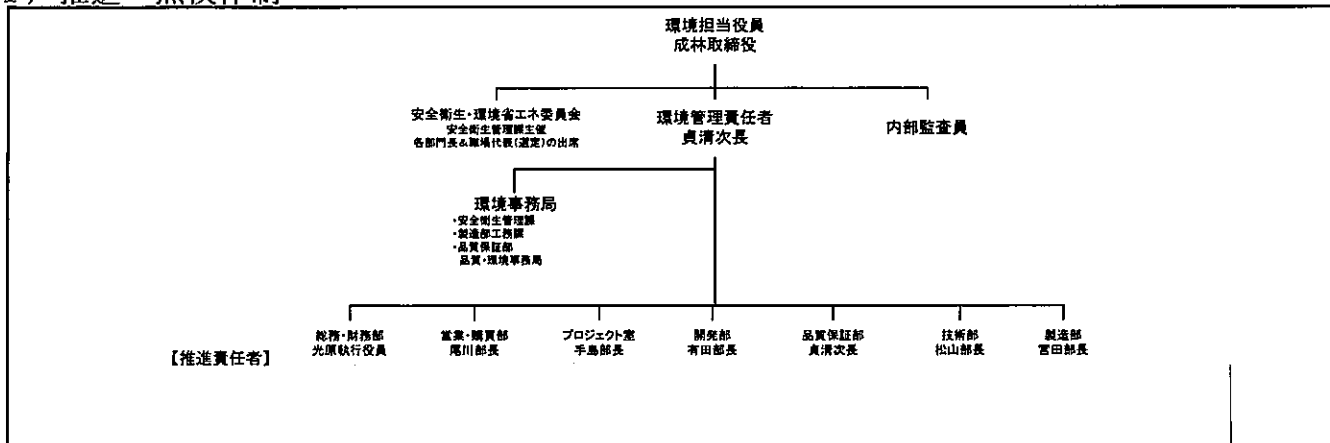 推進・点検体制
環境担当役員
成林取締役
安全衛生・環境省エネ委員会
安全衛生管理課主催
各部門長&職場代表(選定)の出席
環境管理責任者
貞清次長
内部監査員
環境事務局
・安全衛生管理課
・製造部工務課
・品質保証部
品質・環境事務局
【推進責任者】
総務・財務部
光原執行役員
営業・購買部
尾川部長
プロジェクト室
手島部長
開発部
有田部長
品質保証部
貞清次長
技術部
松山部長
製造部
宮田部長